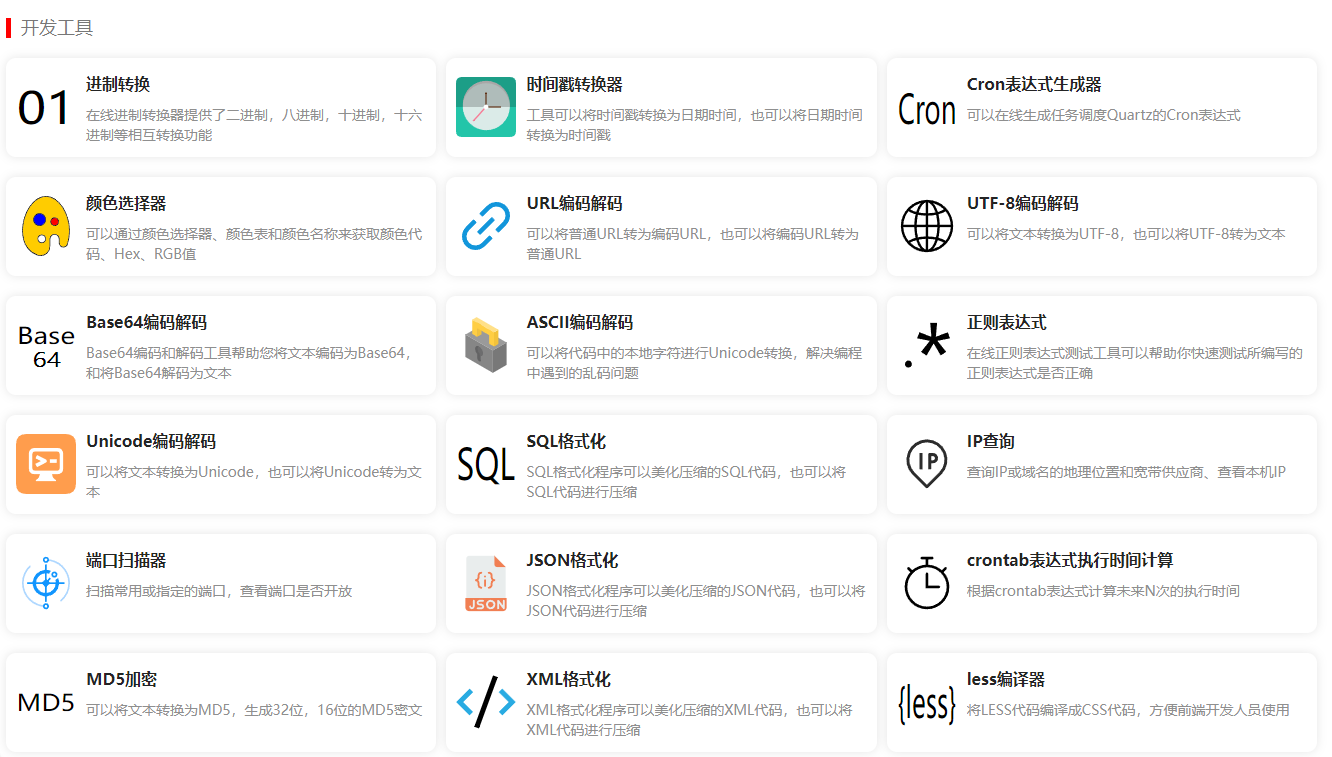 开发工具
01
进制转换
在线进制转换器提供了二进制，八进制，十进制，十六
进制等相互转换功能
时间戳转换器
工具可以将时间戳转换为日期时间，也可以将日期时间
转换为时间戳
Cron
Cron表达式生成器
可以在线生成任务调度Quartz的Cron表达式
颜色选择器
可以通过颜色选择器、颜色表和颜色名称来获取颜色代
码、Hex、RGB值
URL编码解码
可以将普通URL转为编码URL，也可以将编码URL转为
普通URL
UTF-8编码解码
可以将文本转换为UTF-8，也可以将UTF-8转为文本
Base
64
Base64编码解码
Base64编码和解码工具帮助您将文本编码为Base64，
和将Base64解码为文本
ASCII编码解码
可以将代码中的本地字符进行Unicode转换，解决编程
中遇到的乱码问题
.*
正则表达式
在线正则表达式测试工具可以帮助你快速测试所编写的
正则表达式是否正确
Unicode编码解码
可以将文本转换为Unicode，也可以将Unicode转为文
本
SQL
SQL格式化
SQL格式化程序可以美化压缩的SQL代码，也可以将
SQL代码进行压缩
IP
IP查询
查询IP或域名的地理位置和宽带供应商、查看本机IP
端口扫描器
扫描常用或指定的端口，查看端口是否开放
{i}
JSON
JSON格式化
JSON格式化程序可以美化压缩的JSON代码，也可以将
JSON代码进行压缩
crontab表达式执行时间计算
根据crontab表达式计算未来N次的执行时间
MD5
MD5加密
可以将文本转换为MD5，生成32位，16位的MD5密文
</>
XML格式化
XML格式化程序可以美化压缩的XML代码，也可以将
XML代码进行压缩
{less}
less编译器
将LESS代码编译成CSS代码，方便前端开发人员使用